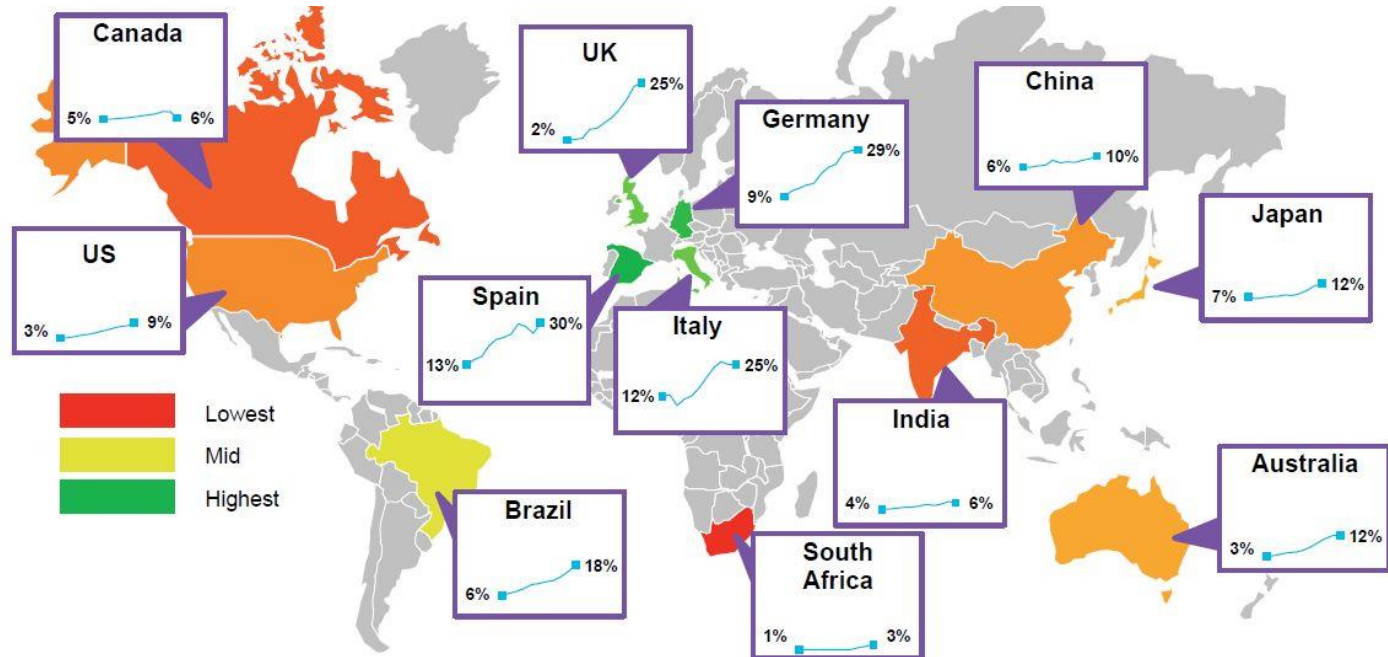 Canada
5% 6%
UK
2% 25%
Germany
9% 29%
China
6% 10%
Japan
7% 12%
US
3% 9%
Spain
13% 30%
Italy
12% 25%
India
4% 6%
Australia
3% 12%
Brazil
6% 18%
South
Africa
1% 3%
Lowest
Mid
Highest